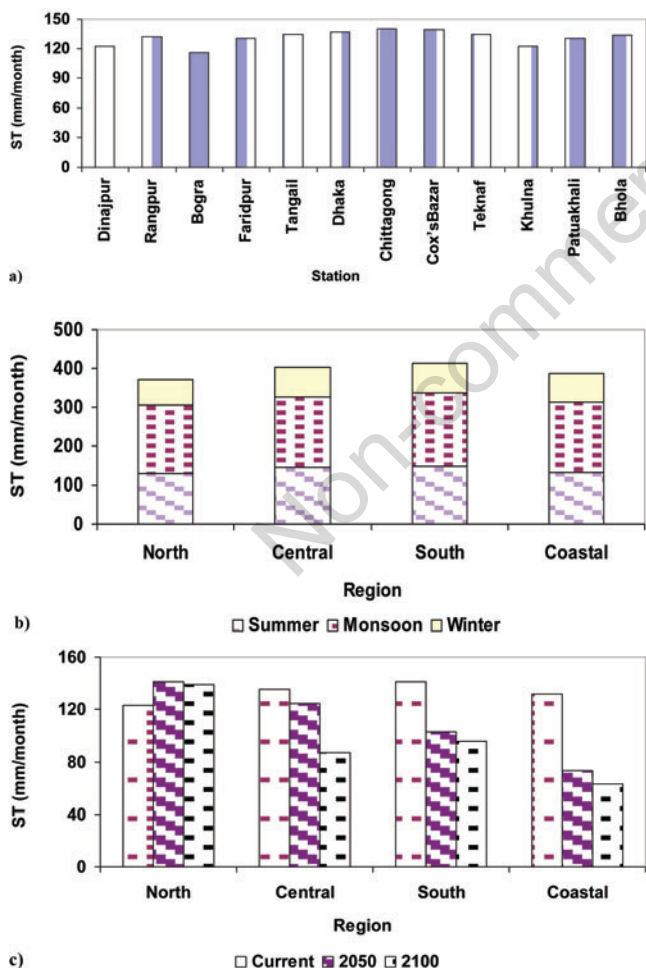 150
120
90
60
30
0
ST (mm/month)
Dinajpur
Rangpur
Bogra
Faridpur
Tangail
Dhaka
Chittagong
Cox'sBazar
Teknaf
Khulna
Patuakhali
Bhola
Station
a)
500
400
300
200
100
0
ST (mm/month)
North Central South Coastal
Region
b)
Summer Monsoon Winter
160
120
80
40
0
ST (mm/month)
North Central South Coastal
Region
c)
Current 2050 2100
Non-commer